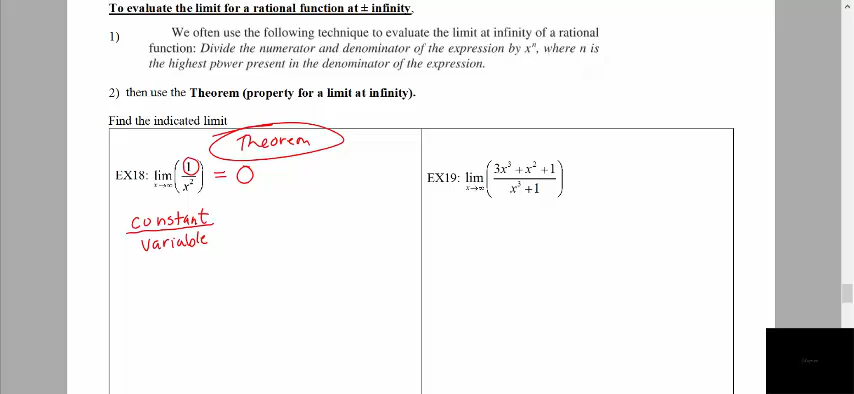 To evaluate the limit for a rational function at ± infinity.
1) We often use the following technique to evaluate the limit at infinity of a rational
function: Divide the numerator and denominator of the expression by xⁿ, where n is
the highest power present in the denominator of the expression.
2) then use the Theorem (property for a limit at infinity).
Find the indicated limit
Theorem
EX18: lim x→∞ (1/x²) = 0
constant
variable
EX19: lim x→∞ ((3x³ + x² + 1)/(x³ + 1))